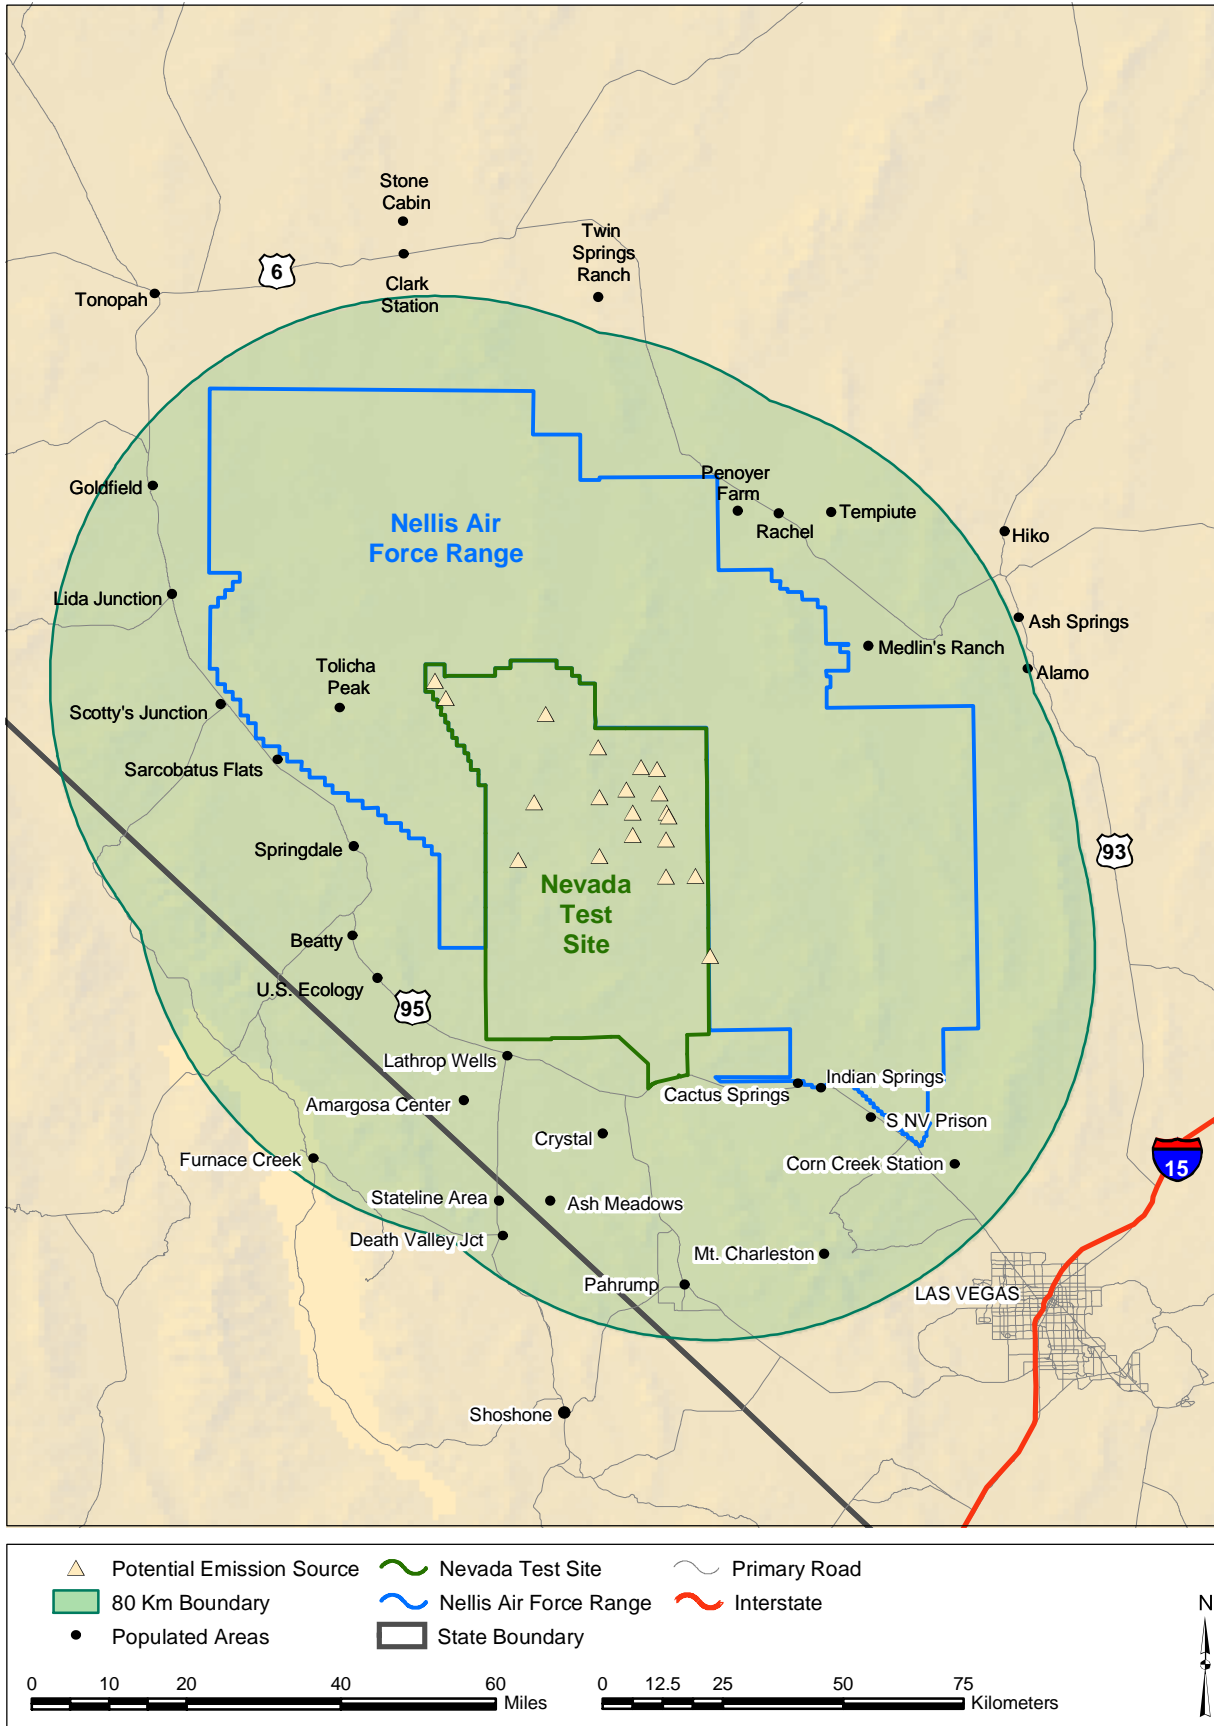 Stone
Cabin
Twin
Springs
Ranch
6
Clark
Station
Tonopah
Penoyer
Farm
Goldfield
Tempiute
Rachel
Nellis Air
Force Range
Hiko
Lida Junction
Ash Springs
Medlin's Ranch
Alamo
Tolicha
Peak
Scotty's Junction
Sarcobatus Flats
Springdale
93
Nevada
Test
Site
Beatty
U.S. Ecology
95
Lathrop Wells
Indian Springs
Cactus Springs
Amargosa Center
S NV Prison
Crystal
Furnace Creek
Corn Creek Station
15
Stateline Area
Ash Meadows
Death Valley Jct
Mt. Charleston
Pahrump
LAS VEGAS
Shoshone
Potential Emission Source
Nevada Test Site
Primary Road
80 Km Boundary
Nellis Air Force Range
Interstate
Populated Areas
State Boundary
N
0 10 20 40 60 Miles
0 12.5 25 50 75 Kilometers